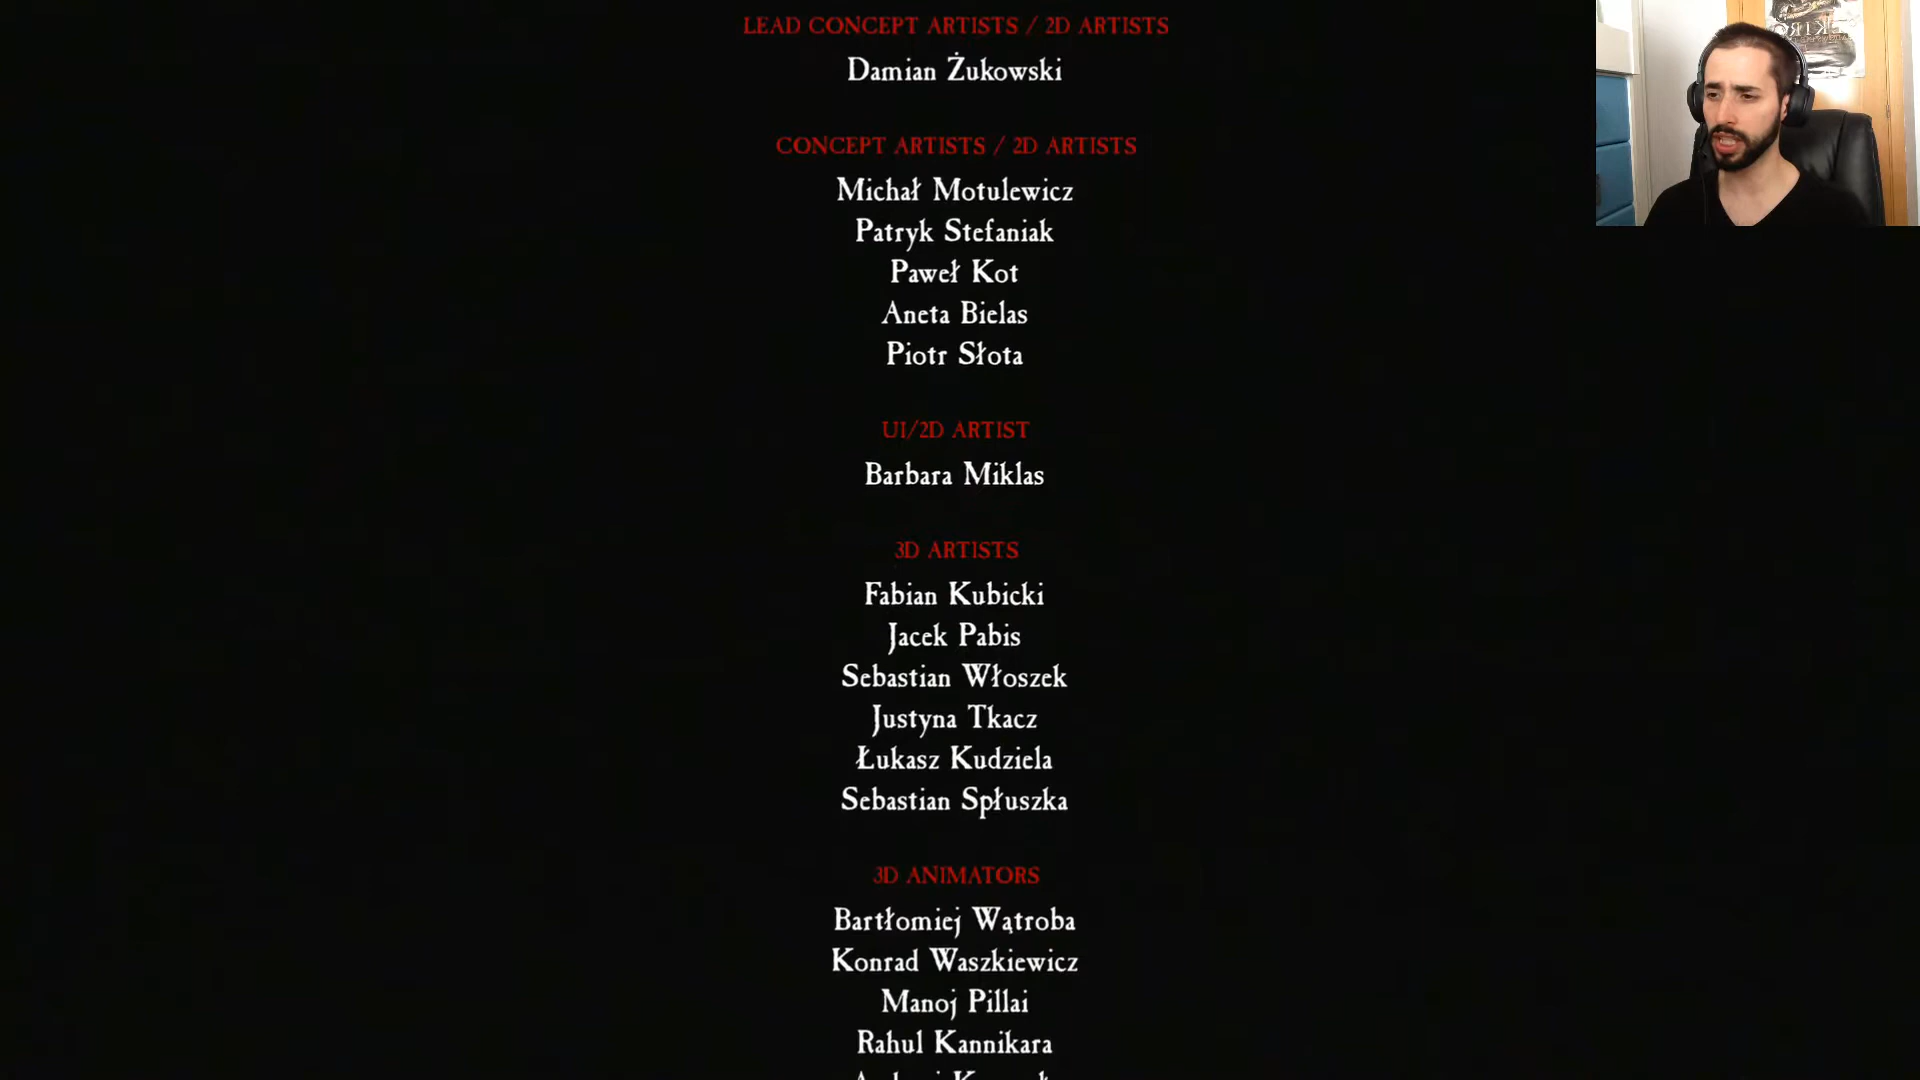 LEAD CONCEPT ARTISTS / 2D ARTISTS
Damian Żukowski
CONCEPT ARTISTS / 2D ARTISTS
Michał Motulewicz
Patryk Stefaniak
Paweł Kot
Aneta Bielas
Piotr Słota
UI/2D ARTIST
Barbara Miklas
3D ARTISTS
Fabian Kubicki
Jacek Pabis
Sebastian Włoszek
Justyna Tkacz
Łukasz Kudziela
Sebastian Spłuszka
3D ANIMATORS
Bartłomiej Wątroba
Konrad Waszkiewicz
Manoj Pillai
Rahul Kannikara